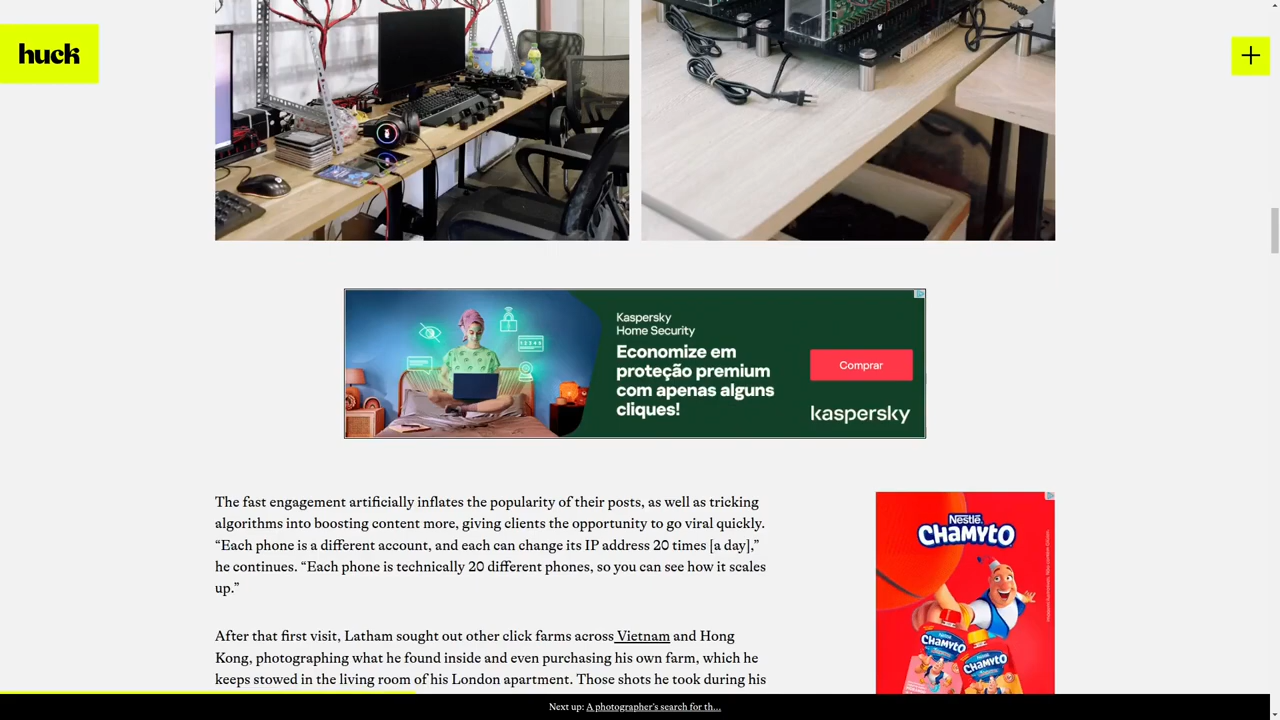 huck
Kaspersky
Home Security
Economize em
proteção premium
com apenas alguns
cliques!
Comprar
kaspersky
The fast engagement artificially inflates the popularity of their posts, as well as tricking
algorithms into boosting content more, giving clients the opportunity to go viral quickly.
“Each phone is a different account, and each can change its IP address 20 times [a day],”
he continues. “Each phone is technically 20 different phones, so you can see how it scales
up.”
After that first visit, Latham sought out other click farms across Vietnam and Hong
Kong, photographing what he found inside and even purchasing his own farm, which he
keeps stowed in the living room of his London apartment. Those shots he took during his
Nestlé
CHAMYTO
CHAMYTO
CHAMYTO
Next up: A photographer’s search for th...